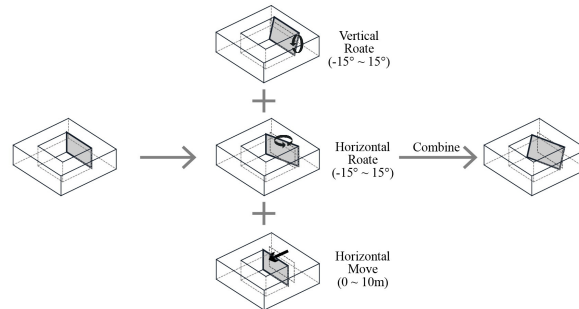 Vertical
Roate
(-15° ~ 15°)
Horizontal
Roate
(-15° ~ 15°)
Combine
Horizontal
Move
(0 ~ 10m)